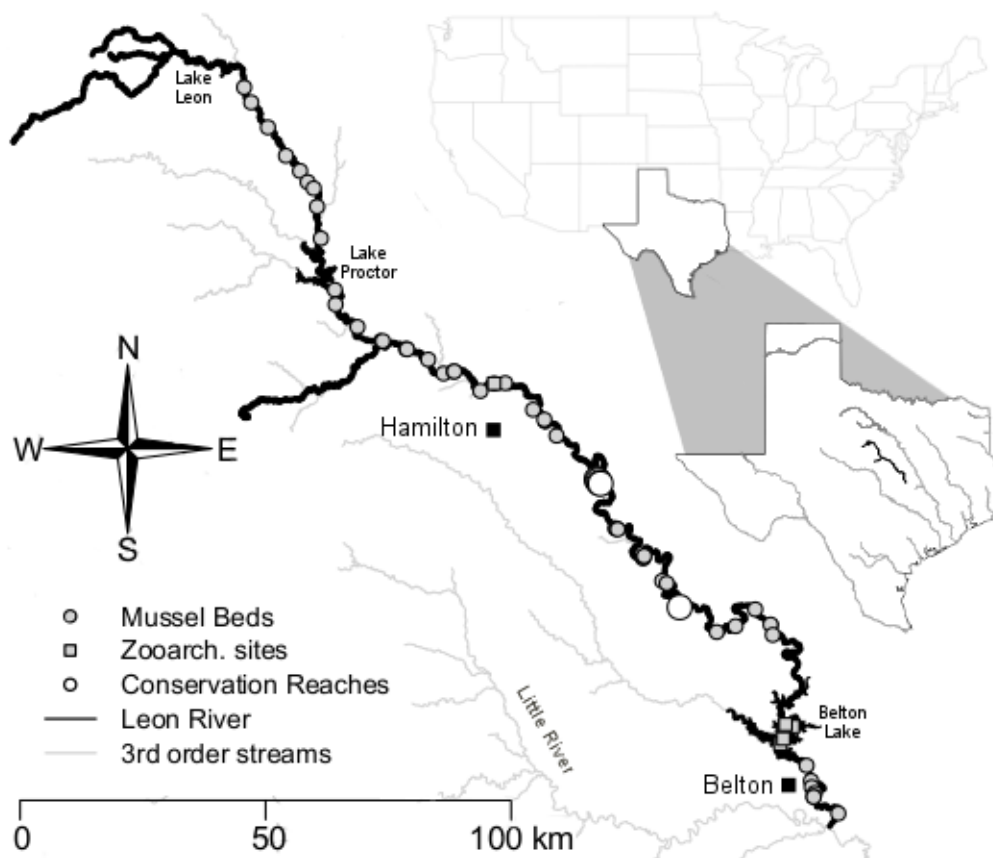 Lake
Leon
Lake
Proctor
N
W
E
S
Hamilton
Mussel Beds
Zooarch. sites
Conservation Reaches
Leon River
3rd order streams
Little River
Belton
Lake
Belton
0
50
100 km